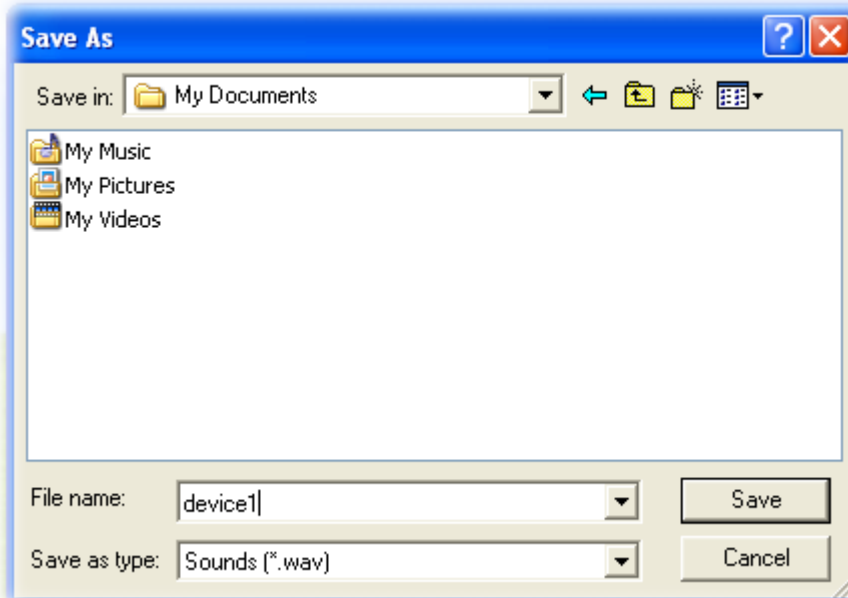 Save As
Save in: My Documents
My Music
My Pictures
My Videos
File name: device1 Save
Save as type: Sounds (*.wav) Cancel